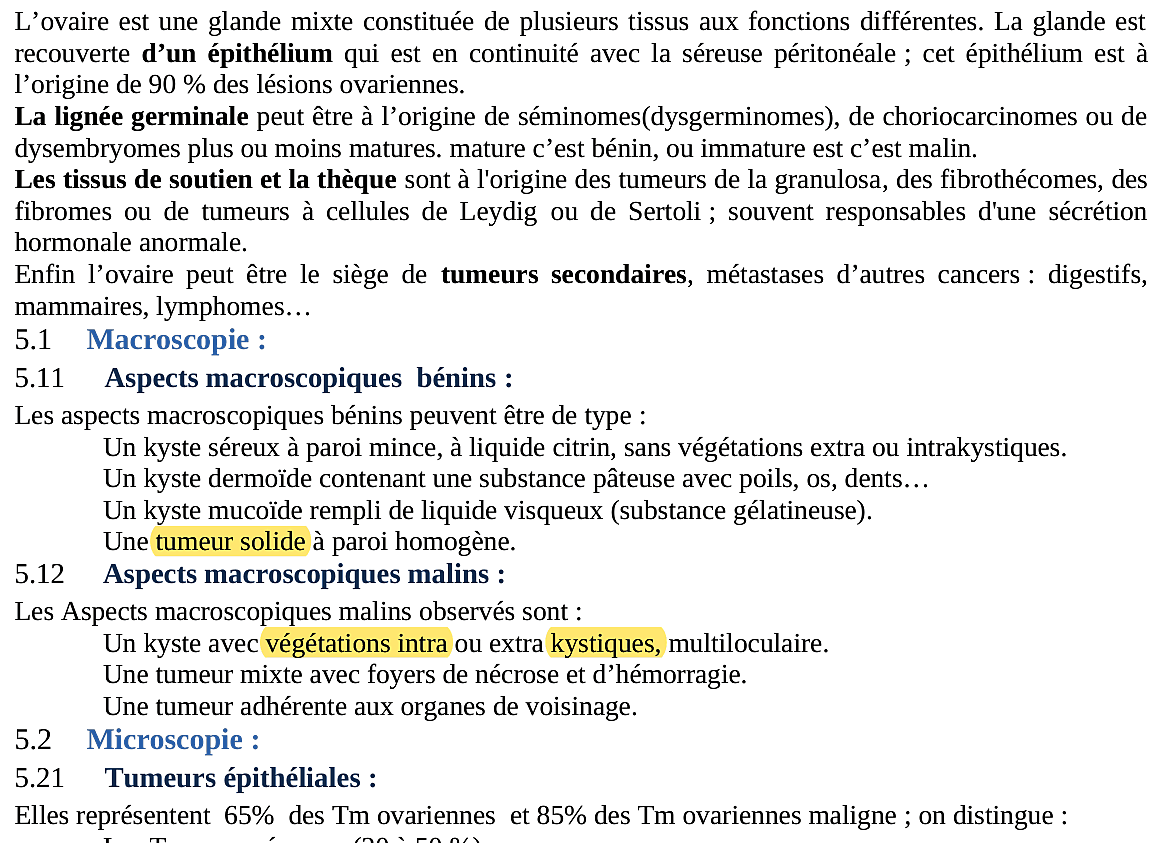 L’ovaire est une glande mixte constituée de plusieurs tissus aux fonctions différentes. La glande est
recouverte d’un épithélium qui est en continuité avec la séreuse péritonéale ; cet épithélium est à
l’origine de 90 % des lésions ovariennes.
La lignée germinale peut être à l’origine de séminomes(dysgerminomes), de choriocarcinomes ou de
dysembryomes plus ou moins matures. mature c’est bénin, ou immature est c’est malin.
Les tissus de soutien et la thèque sont à l'origine des tumeurs de la granulosa, des fibrothécomes, des
fibromes ou de tumeurs à cellules de Leydig ou de Sertoli ; souvent responsables d'une sécrétion
hormonale anormale.
Enfin l’ovaire peut être le siège de tumeurs secondaires, métastases d’autres cancers : digestifs,
mammaires, lymphomes…
5.1 Macroscopie :
5.11 Aspects macroscopiques bénins :
Les aspects macroscopiques bénins peuvent être de type :
Un kyste séreux à paroi mince, à liquide citrin, sans végétations extra ou intrakystiques.
Un kyste dermoïde contenant une substance pâteuse avec poils, os, dents…
Un kyste mucoïde rempli de liquide visqueux (substance gélatineuse).
Une tumeur solide à paroi homogène.
5.12 Aspects macroscopiques malins :
Les Aspects macroscopiques malins observés sont :
Un kyste avec végétations intra ou extra kystiques, multiloculaire.
Une tumeur mixte avec foyers de nécrose et d’hémorragie.
Une tumeur adhérente aux organes de voisinage.
5.2 Microscopie :
5.21 Tumeurs épithéliales :
Elles représentent 65% des Tm ovariennes et 85% des Tm ovariennes maligne ; on distingue :